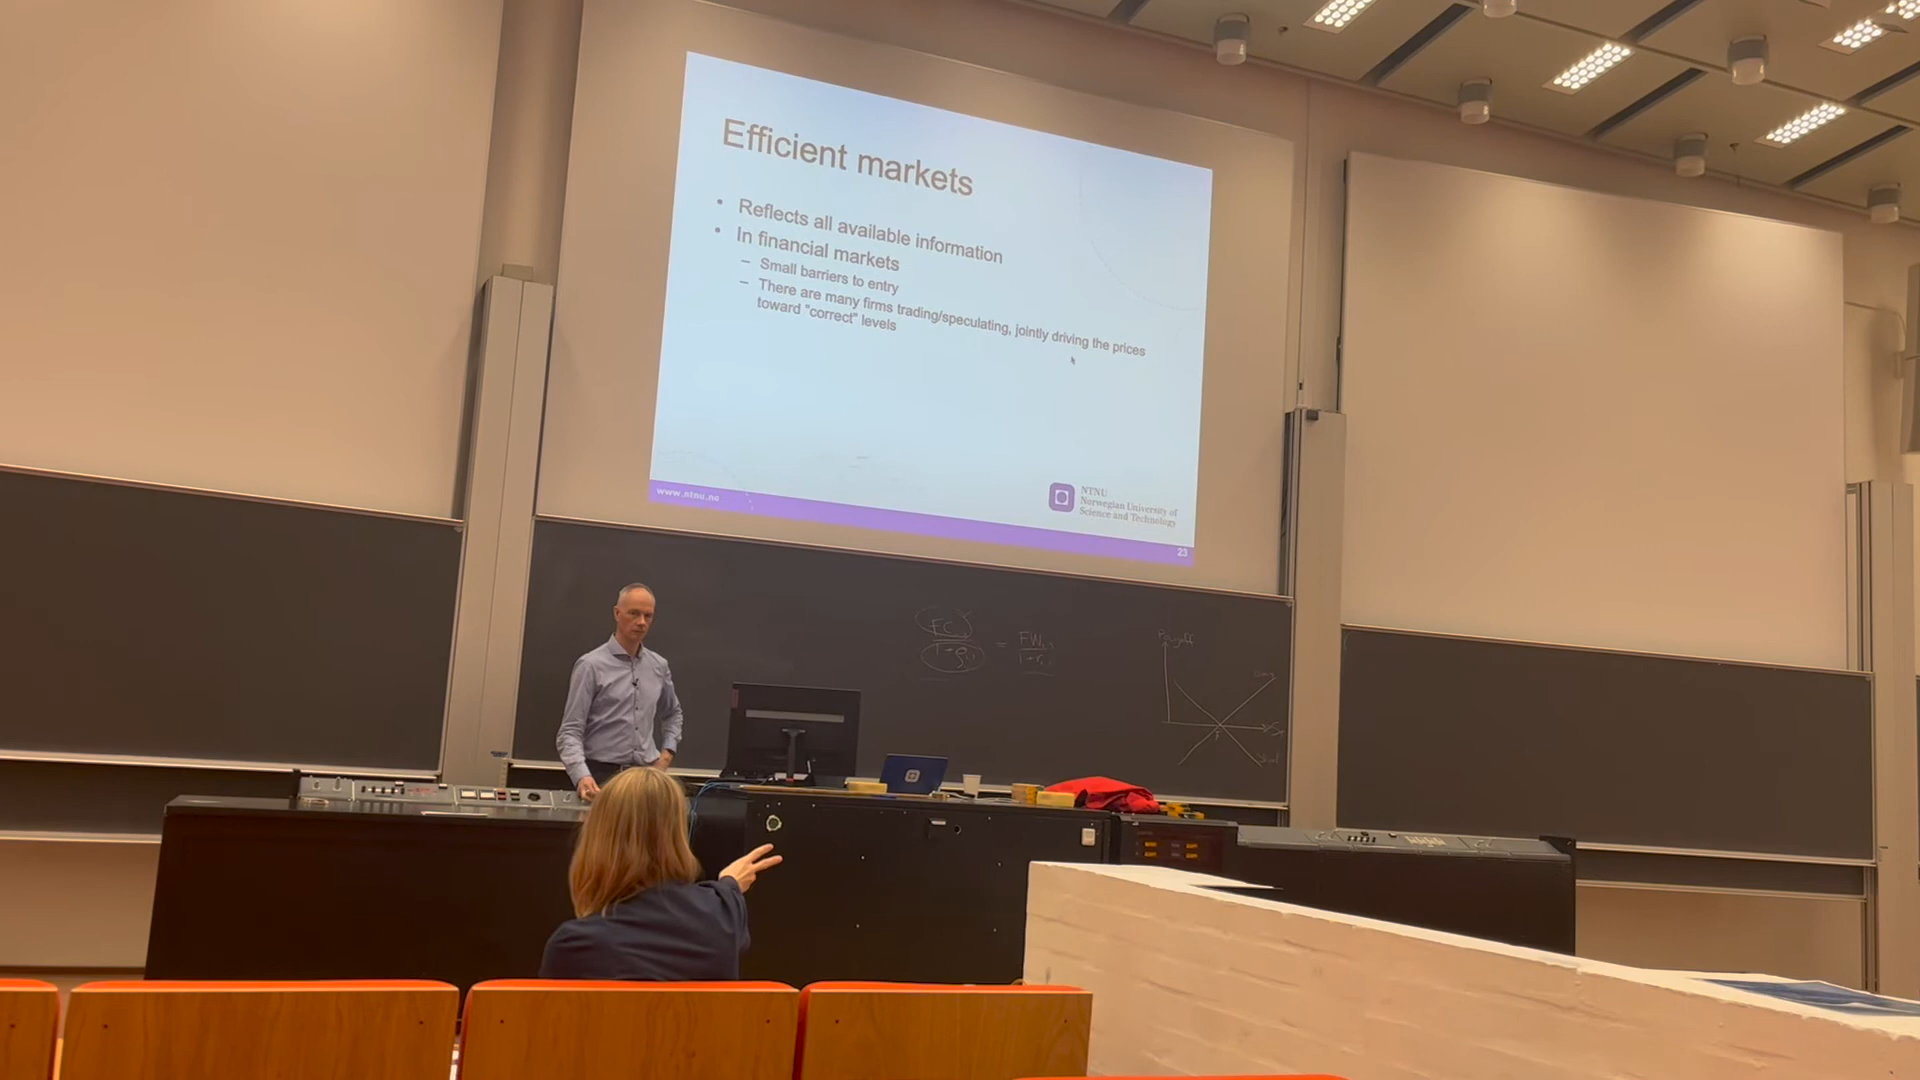 Efficient markets
• Reflects all available information
• In financial markets
– Small barriers to entry
– There are many firms trading/speculating, jointly driving the prices
toward "correct" levels
www.ntnu.no
NTNU
Norwegian University of
Science and Technology
23
Payoff